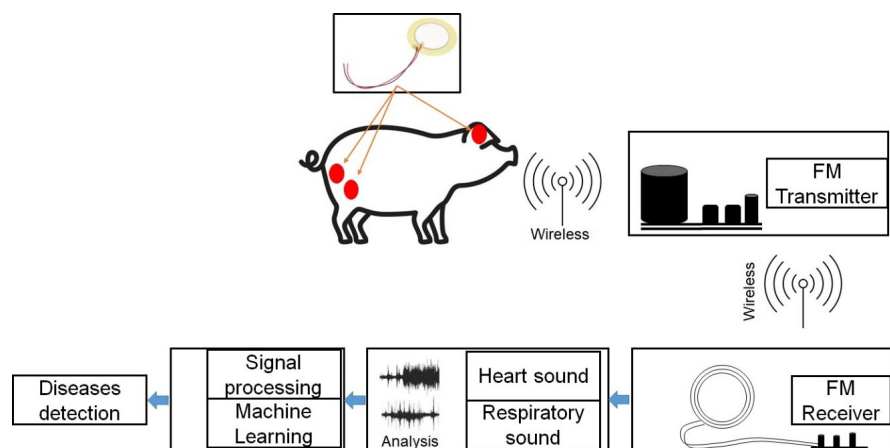 Wireless
FM
Transmitter
Wireless
Diseases
detection
Signal
processing
Machine
Learning
Analysis
Heart sound
Respiratory
sound
FM
Receiver